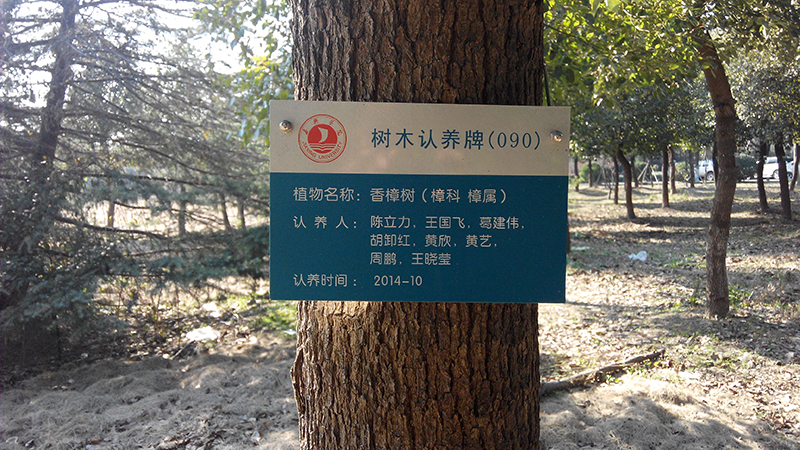 树木认养牌(090)
植物名称：香樟树（樟科 樟属）
认 养 人：陈立力，王国飞，葛建伟，
胡卸红，黄欣，黄艺，
周鹏，王晓莹
认养时间： 2014-10